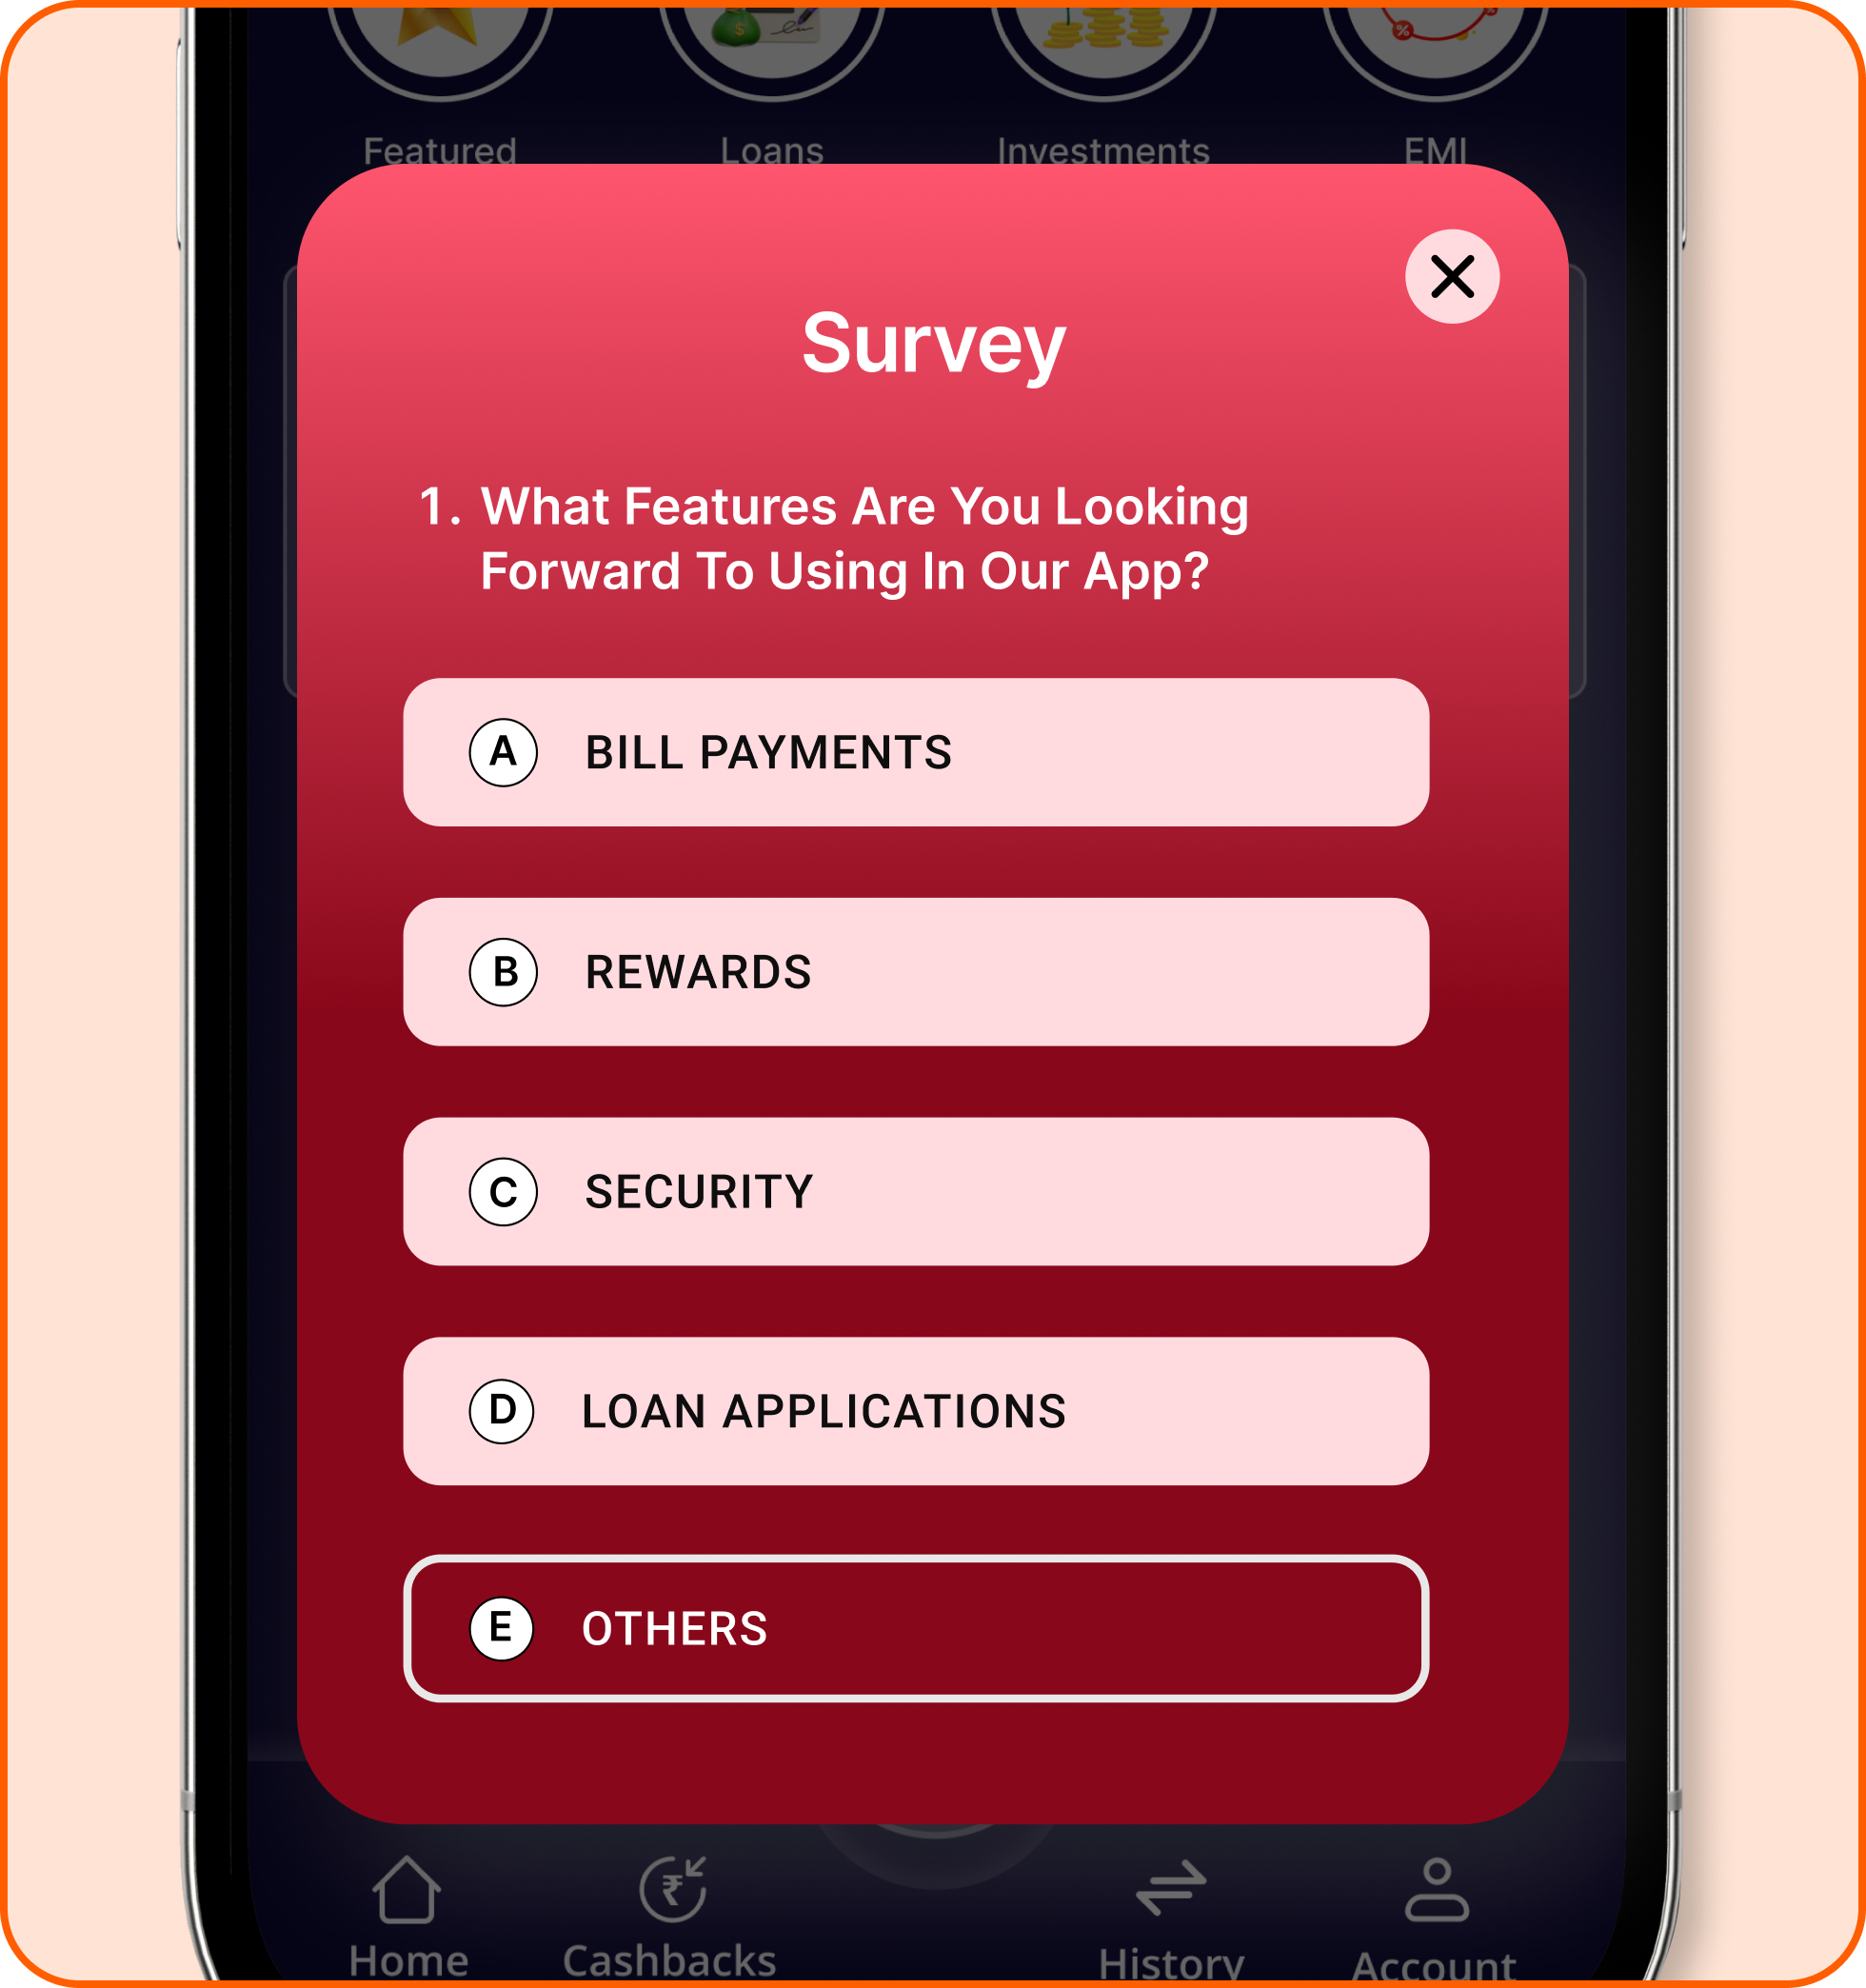 Featured Loans Investments EMI
Survey
1. What Features Are You Looking
Forward To Using In Our App?
A BILL PAYMENTS
B REWARDS
C SECURITY
D LOAN APPLICATIONS
E OTHERS
Home Cashbacks History Account